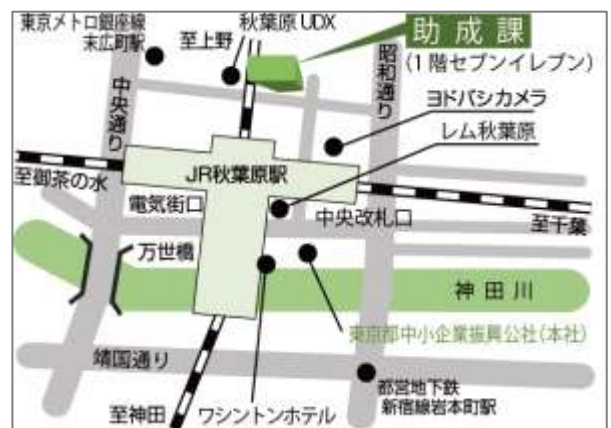 東京メトロ銀座線
末広町駅
秋葉原UDX
至上野
助成課
(1階セブンイレブン)
中央通り
昭和通り
ヨドバシカメラ
レム秋葉原
JR秋葉原駅
至御茶の水
電気街口
中央改札口
至千葉
万世橋
神田川
東京都中小企業振興公社(本社)
靖国通り
都営地下鉄
新宿線岩本町駅
至神田
ワシントンホテル